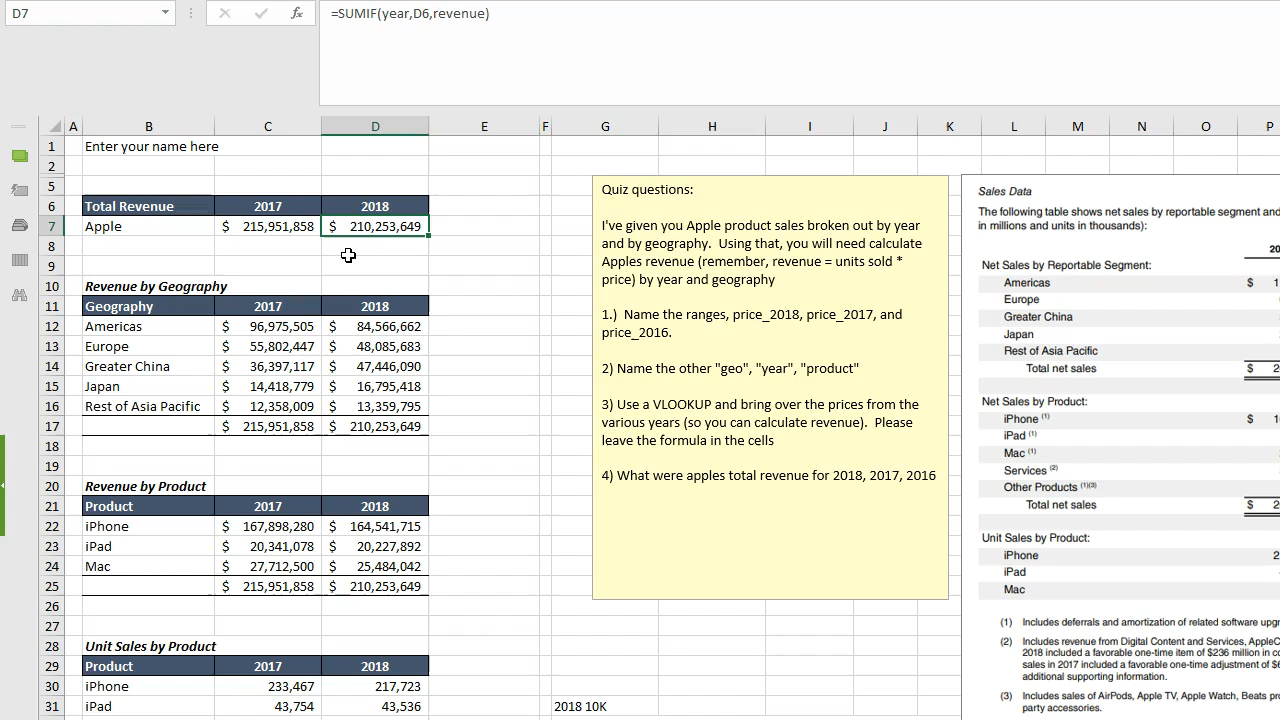 D7 =SUMIF(year,D6,revenue)
A B C D E F G H I J K L M N O P
1 Enter your name here
2
5
6 Total Revenue 2017 2018
7 Apple $ 215,951,858 $ 210,253,649
8
9
10 Revenue by Geography
11 Geography 2017 2018
12 Americas $ 96,975,505 $ 84,566,662
13 Europe $ 55,802,447 $ 48,085,683
14 Greater China $ 36,397,117 $ 47,446,090
15 Japan $ 14,418,779 $ 16,795,418
16 Rest of Asia Pacific $ 12,358,009 $ 13,359,795
17 $ 215,951,858 $ 210,253,649
18
19
20 Revenue by Product
21 Product 2017 2018
22 iPhone $ 167,898,280 $ 164,541,715
23 iPad $ 20,341,078 $ 20,227,892
24 Mac $ 27,712,500 $ 25,484,042
25 $ 215,951,858 $ 210,253,649
26
27
28 Unit Sales by Product
29 Product 2017 2018
30 iPhone 233,467 217,723
31 iPad 43,754 43,536 2018 10K
Quiz questions:
I've given you Apple product sales broken out by year
and by geography. Using that, you will need calculate
Apples revenue (remember, revenue = units sold *
price) by year and geography
1.) Name the ranges, price_2018, price_2017, and
price_2016.
2) Name the other "geo", "year", "product"
3) Use a VLOOKUP and bring over the prices from the
various years (so you can calculate revenue). Please
leave the formula in the cells
4) What were apples total revenue for 2018, 2017, 2016
Sales Data
The following table shows net sales by reportable segment and
in millions and units in thousands):
Net Sales by Reportable Segment:
Americas $
Europe
Greater China
Japan
Rest of Asia Pacific
Total net sales $
Net Sales by Product:
iPhone (1) $
iPad (1)
Mac (1)
Services (2)
Other Products (1)(3)
Total net sales $
Unit Sales by Product:
iPhone
iPad
Mac
(1) Includes deferrals and amortization of related software
(2) Includes revenue from Digital Content and Services,
2018 included a favorable one-time item of $236 million in
sales in 2017 included a favorable one-time adjustment of
additional supporting information.
(3) Includes sales of AirPods, Apple TV, Apple Watch, Beats
party accessories.